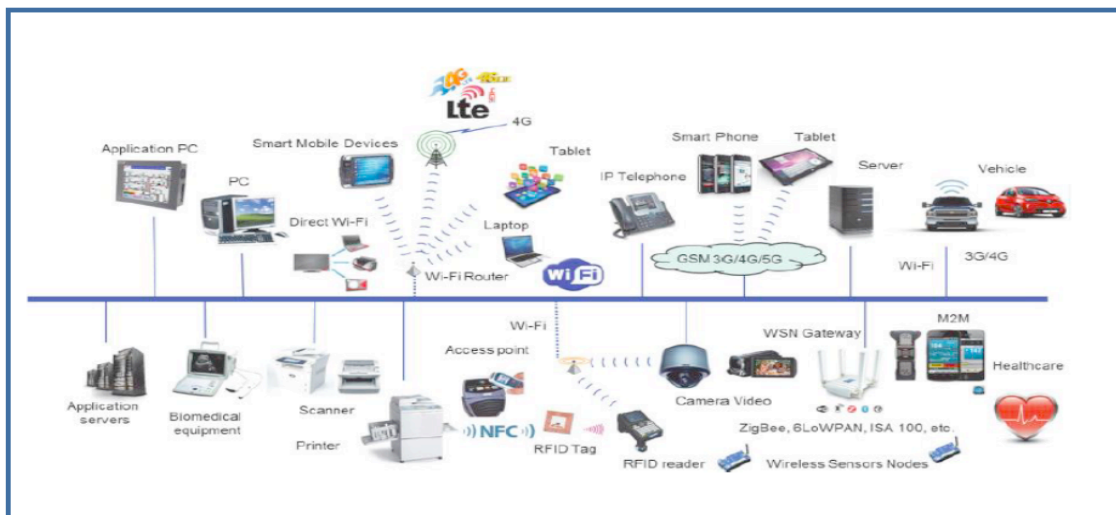 4G
Lte
4G
Application PC
Smart Mobile Devices
Smart Phone
Tablet
Tablet
PC
IP Telephone
Server
Vehicle
Direct Wi-Fi
Laptop
Wi-Fi Router
WiFi
GSM 3G/4G/5G
Wi-Fi
3G/4G
Wi-Fi
M2M
WSN Gateway
Access point
Healthcare
Application
servers
Biomedical
equipment
Scanner
Camera Video
Printer
NFC
RFID Tag
ZigBee, 6LoWPAN, ISA 100, etc.
RFID reader
Wireless Sensors Nodes